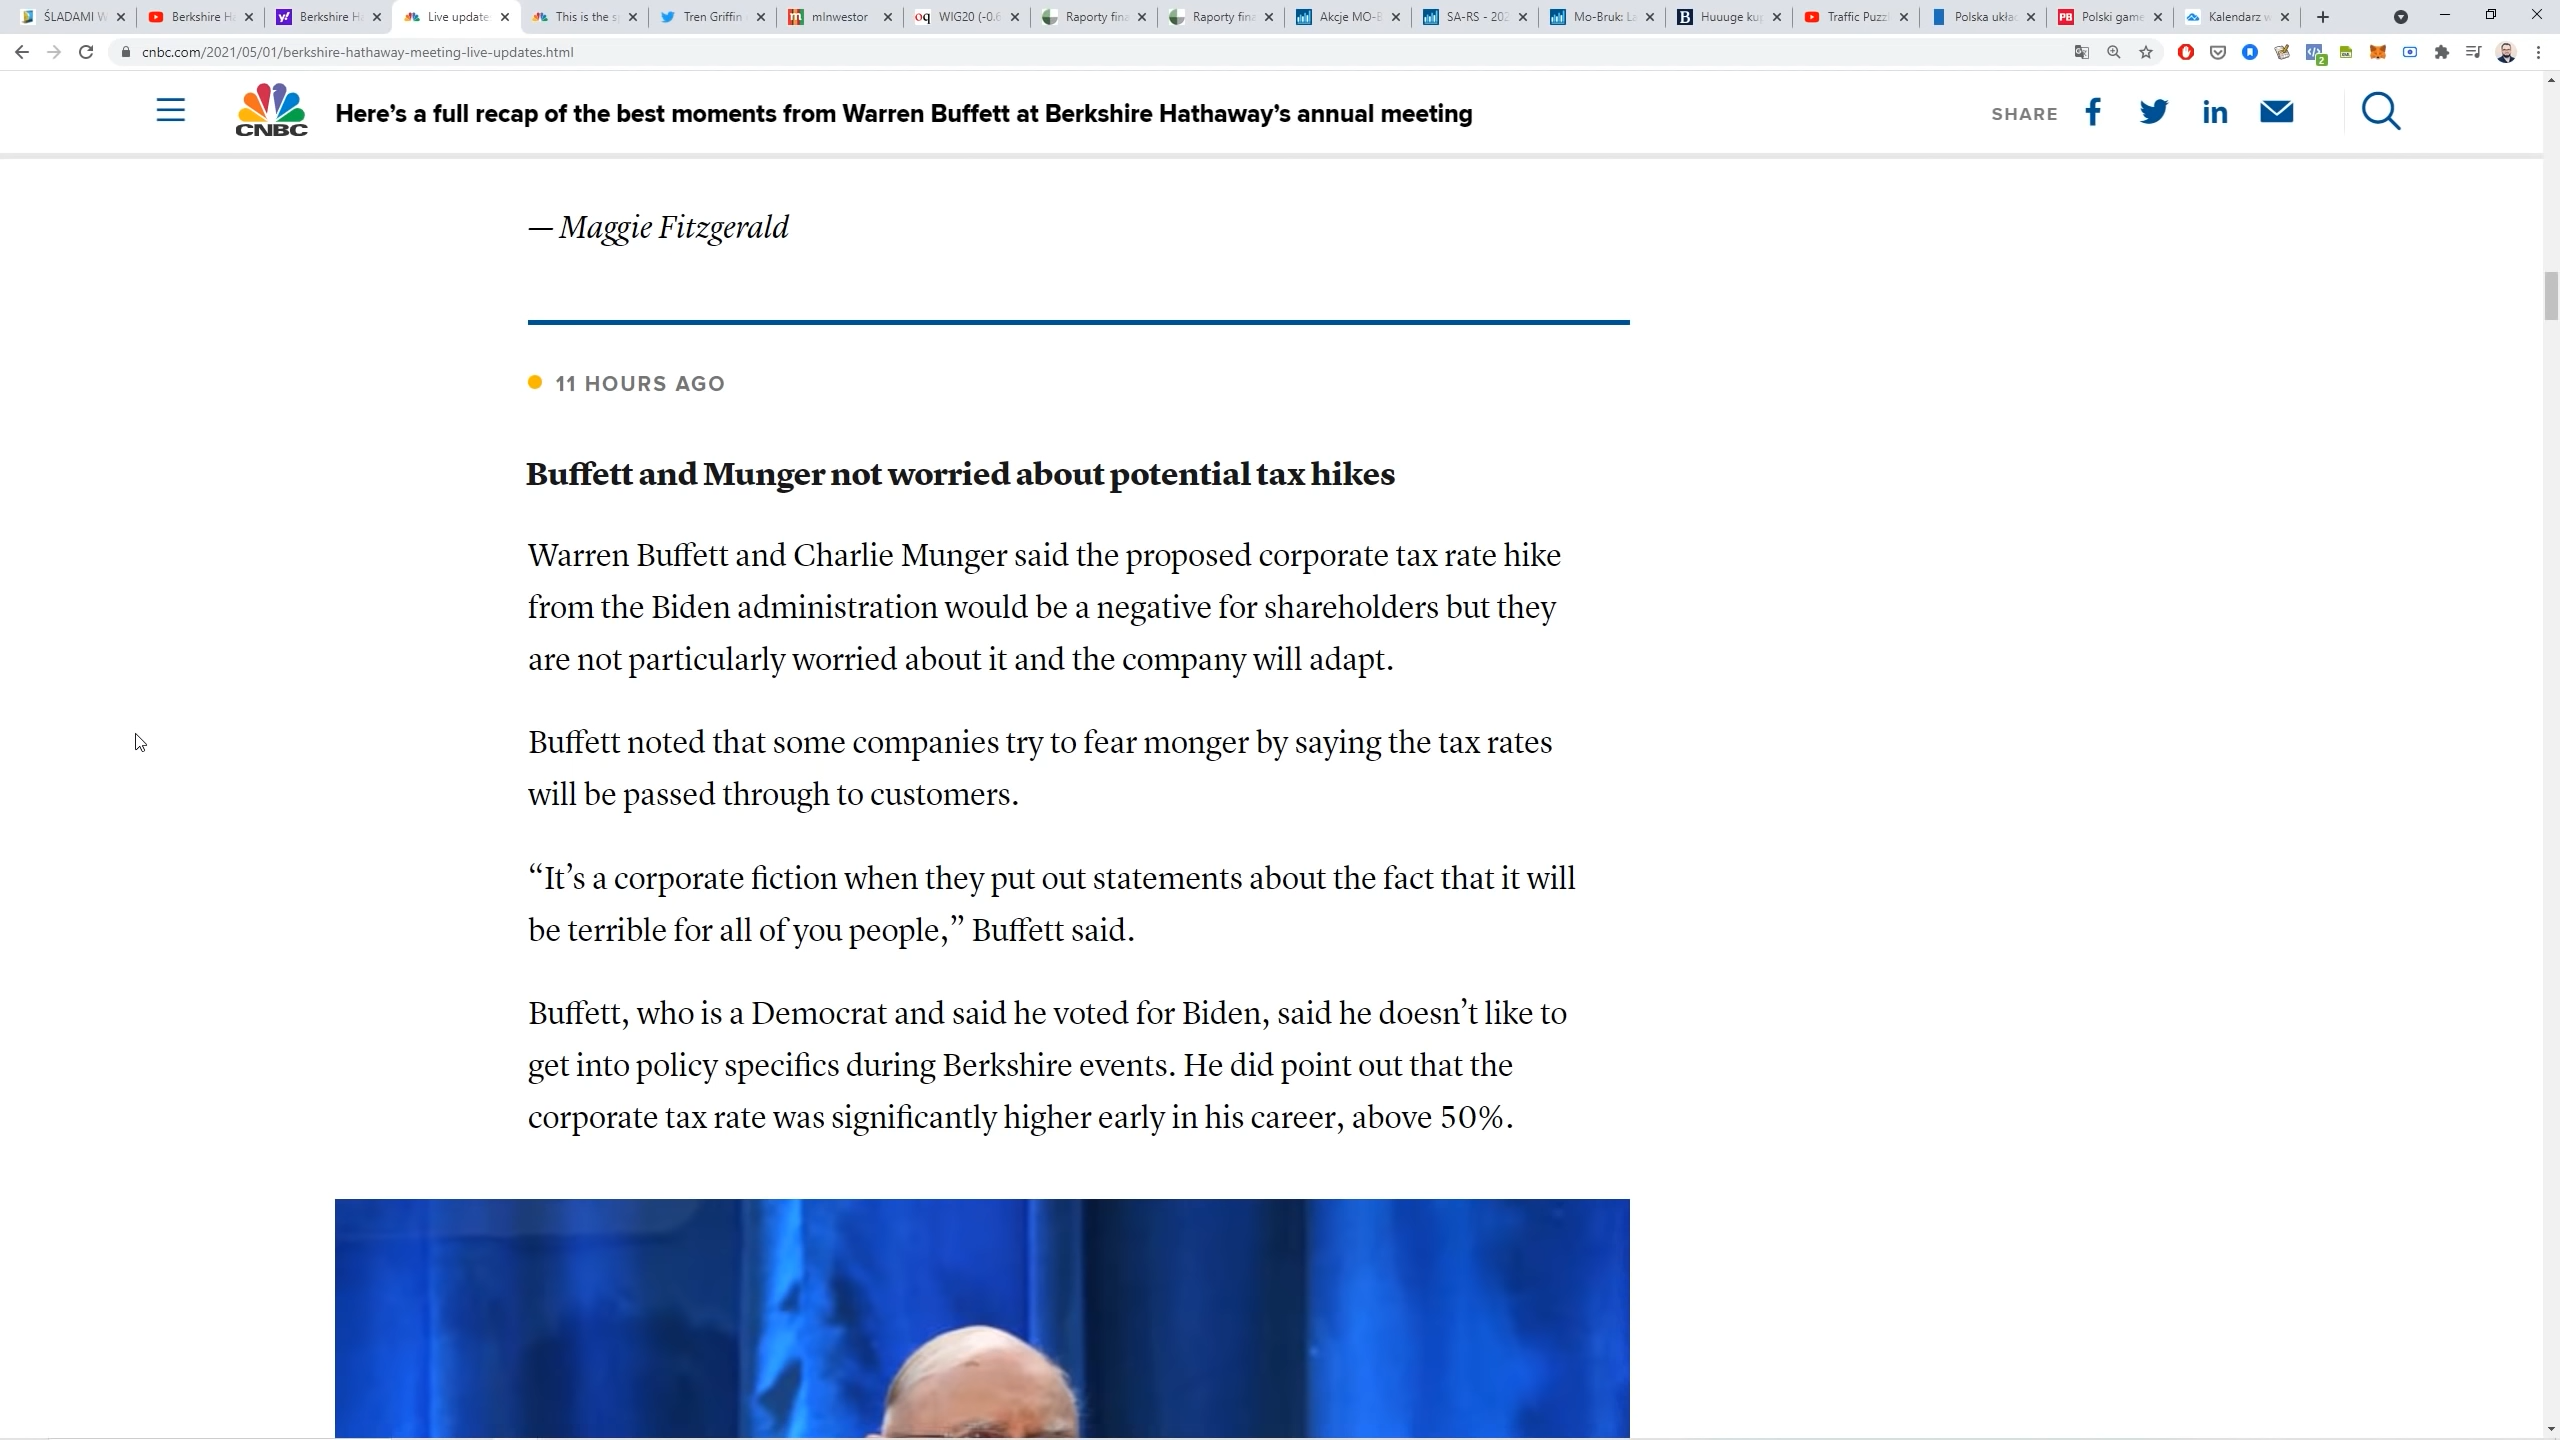 ŚLADAMI W
Berkshire H
Berkshire H
Live update
This is the s
Tren Griffin
mInwestor
WIG20 (-0.6
Raporty fina
Raporty fina
Akcje MO-B
SA-RS - 202
Mo-Bruk: La
Huuuge ku
Traffic Puzz
Polska ukła
Polski game
Kalendarz w
cnbc.com/2021/05/01/berkshire-hathaway-meeting-live-updates.html
CNBC
Here’s a full recap of the best moments from Warren Buffett at Berkshire Hathaway’s annual meeting
SHARE
— Maggie Fitzgerald
11 HOURS AGO
Buffett and Munger not worried about potential tax hikes
Warren Buffett and Charlie Munger said the proposed corporate tax rate hike
from the Biden administration would be a negative for shareholders but they
are not particularly worried about it and the company will adapt.
Buffett noted that some companies try to fear monger by saying the tax rates
will be passed through to customers.
“It’s a corporate fiction when they put out statements about the fact that it will
be terrible for all of you people,” Buffett said.
Buffett, who is a Democrat and said he voted for Biden, said he doesn’t like to
get into policy specifics during Berkshire events. He did point out that the
corporate tax rate was significantly higher early in his career, above 50%.